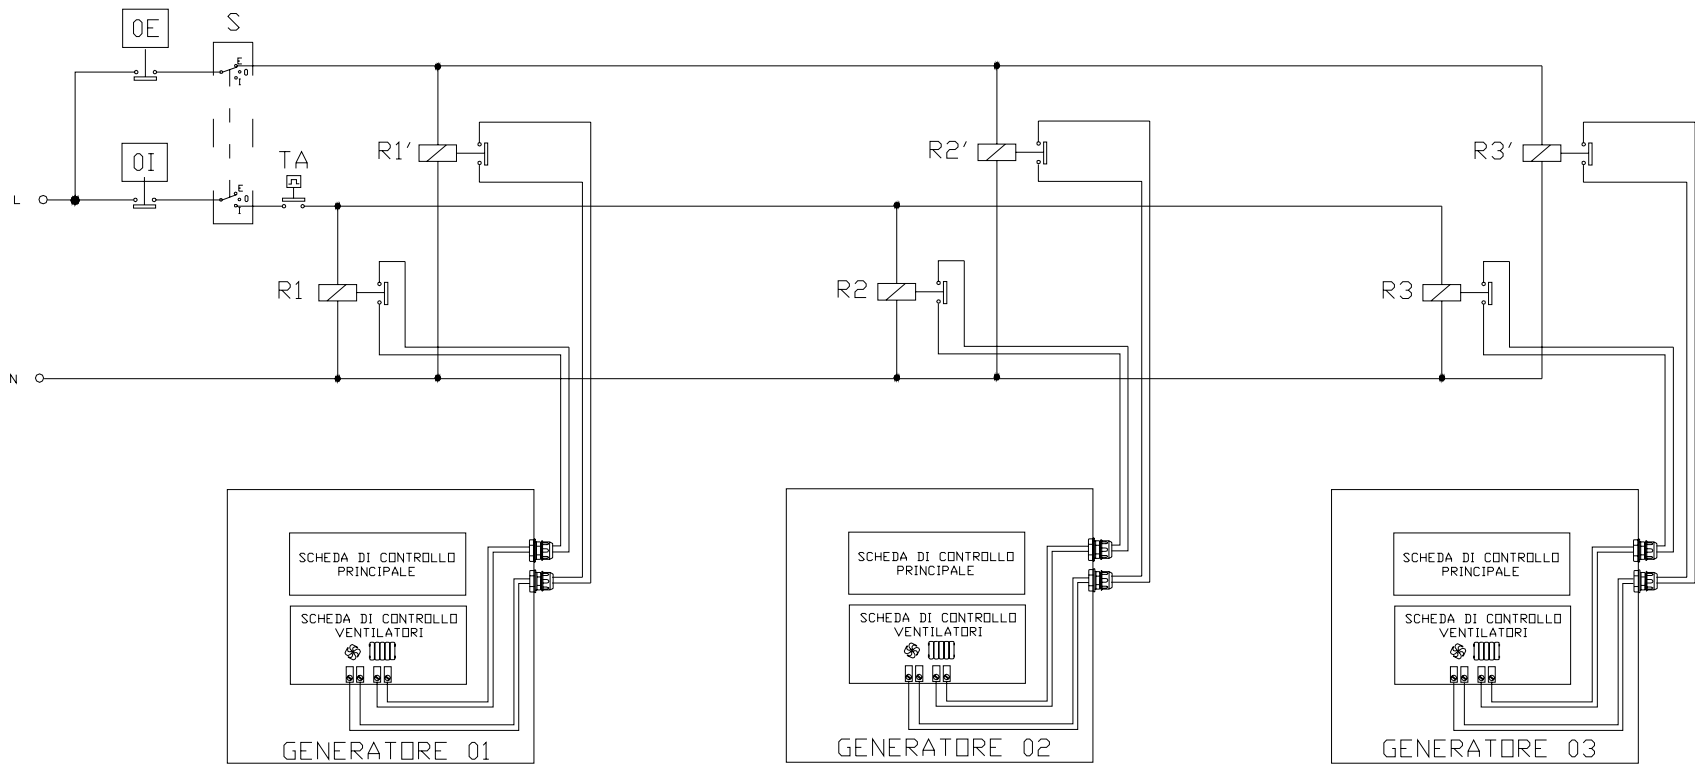 OE
S
E
O
I
R1'
R2'
R3'
OI
TA
E
O
I
L
R1
R2
R3
N
SCHEDA DI CONTROLLO
PRINCIPALE
SCHEDA DI CONTROLLO
VENTILATORI
GENERATORE 01
SCHEDA DI CONTROLLO
PRINCIPALE
SCHEDA DI CONTROLLO
VENTILATORI
GENERATORE 02
SCHEDA DI CONTROLLO
PRINCIPALE
SCHEDA DI CONTROLLO
VENTILATORI
GENERATORE 03